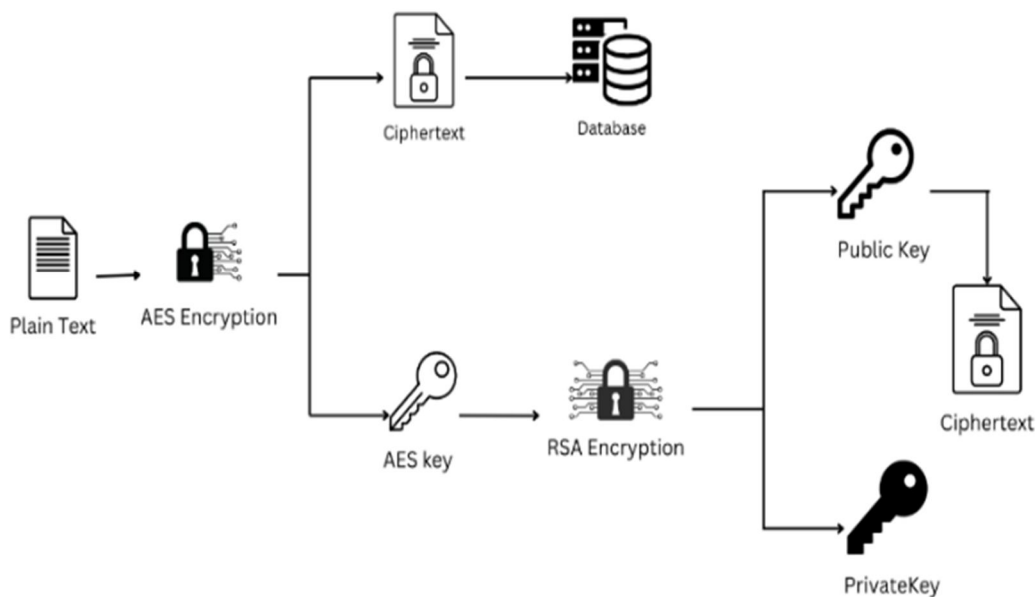 Ciphertext
Database
Public Key
Plain Text
AES Encryption
Ciphertext
AES key
RSA Encryption
PrivateKey